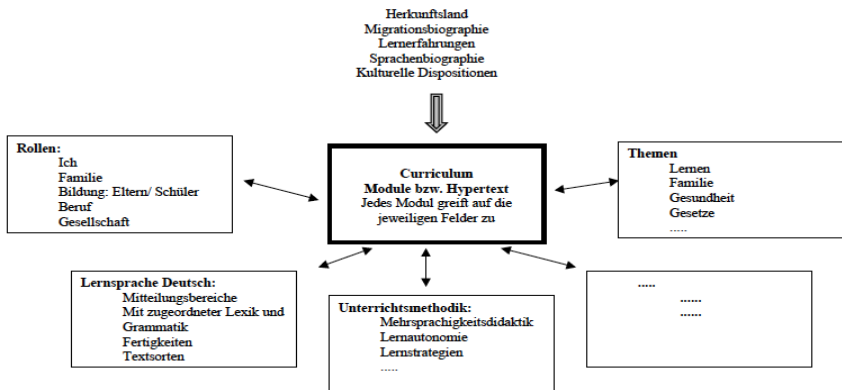 Herkunftsland
Migrationsbiographie
Lernerfahrungen
Sprachenbiographie
Kulturelle Dispositionen
Rollen:
Ich
Familie
Bildung: Eltern/ Schüler
Beruf
Gesellschaft
Curriculum
Module bzw. Hypertext
Jedes Modul greift auf die
jeweiligen Felder zu
Themen
Lernen
Familie
Gesundheit
Gesetze
.....
Lernsprache Deutsch:
Mitteilungsbereiche
Mit zugeordneter Lexik und
Grammatik
Fertigkeiten
Textsorten
Unterrichtsmethodik:
Mehrsprachigkeitsdidaktik
Lernautonomie
Lernstrategien
.....
.....
......
......